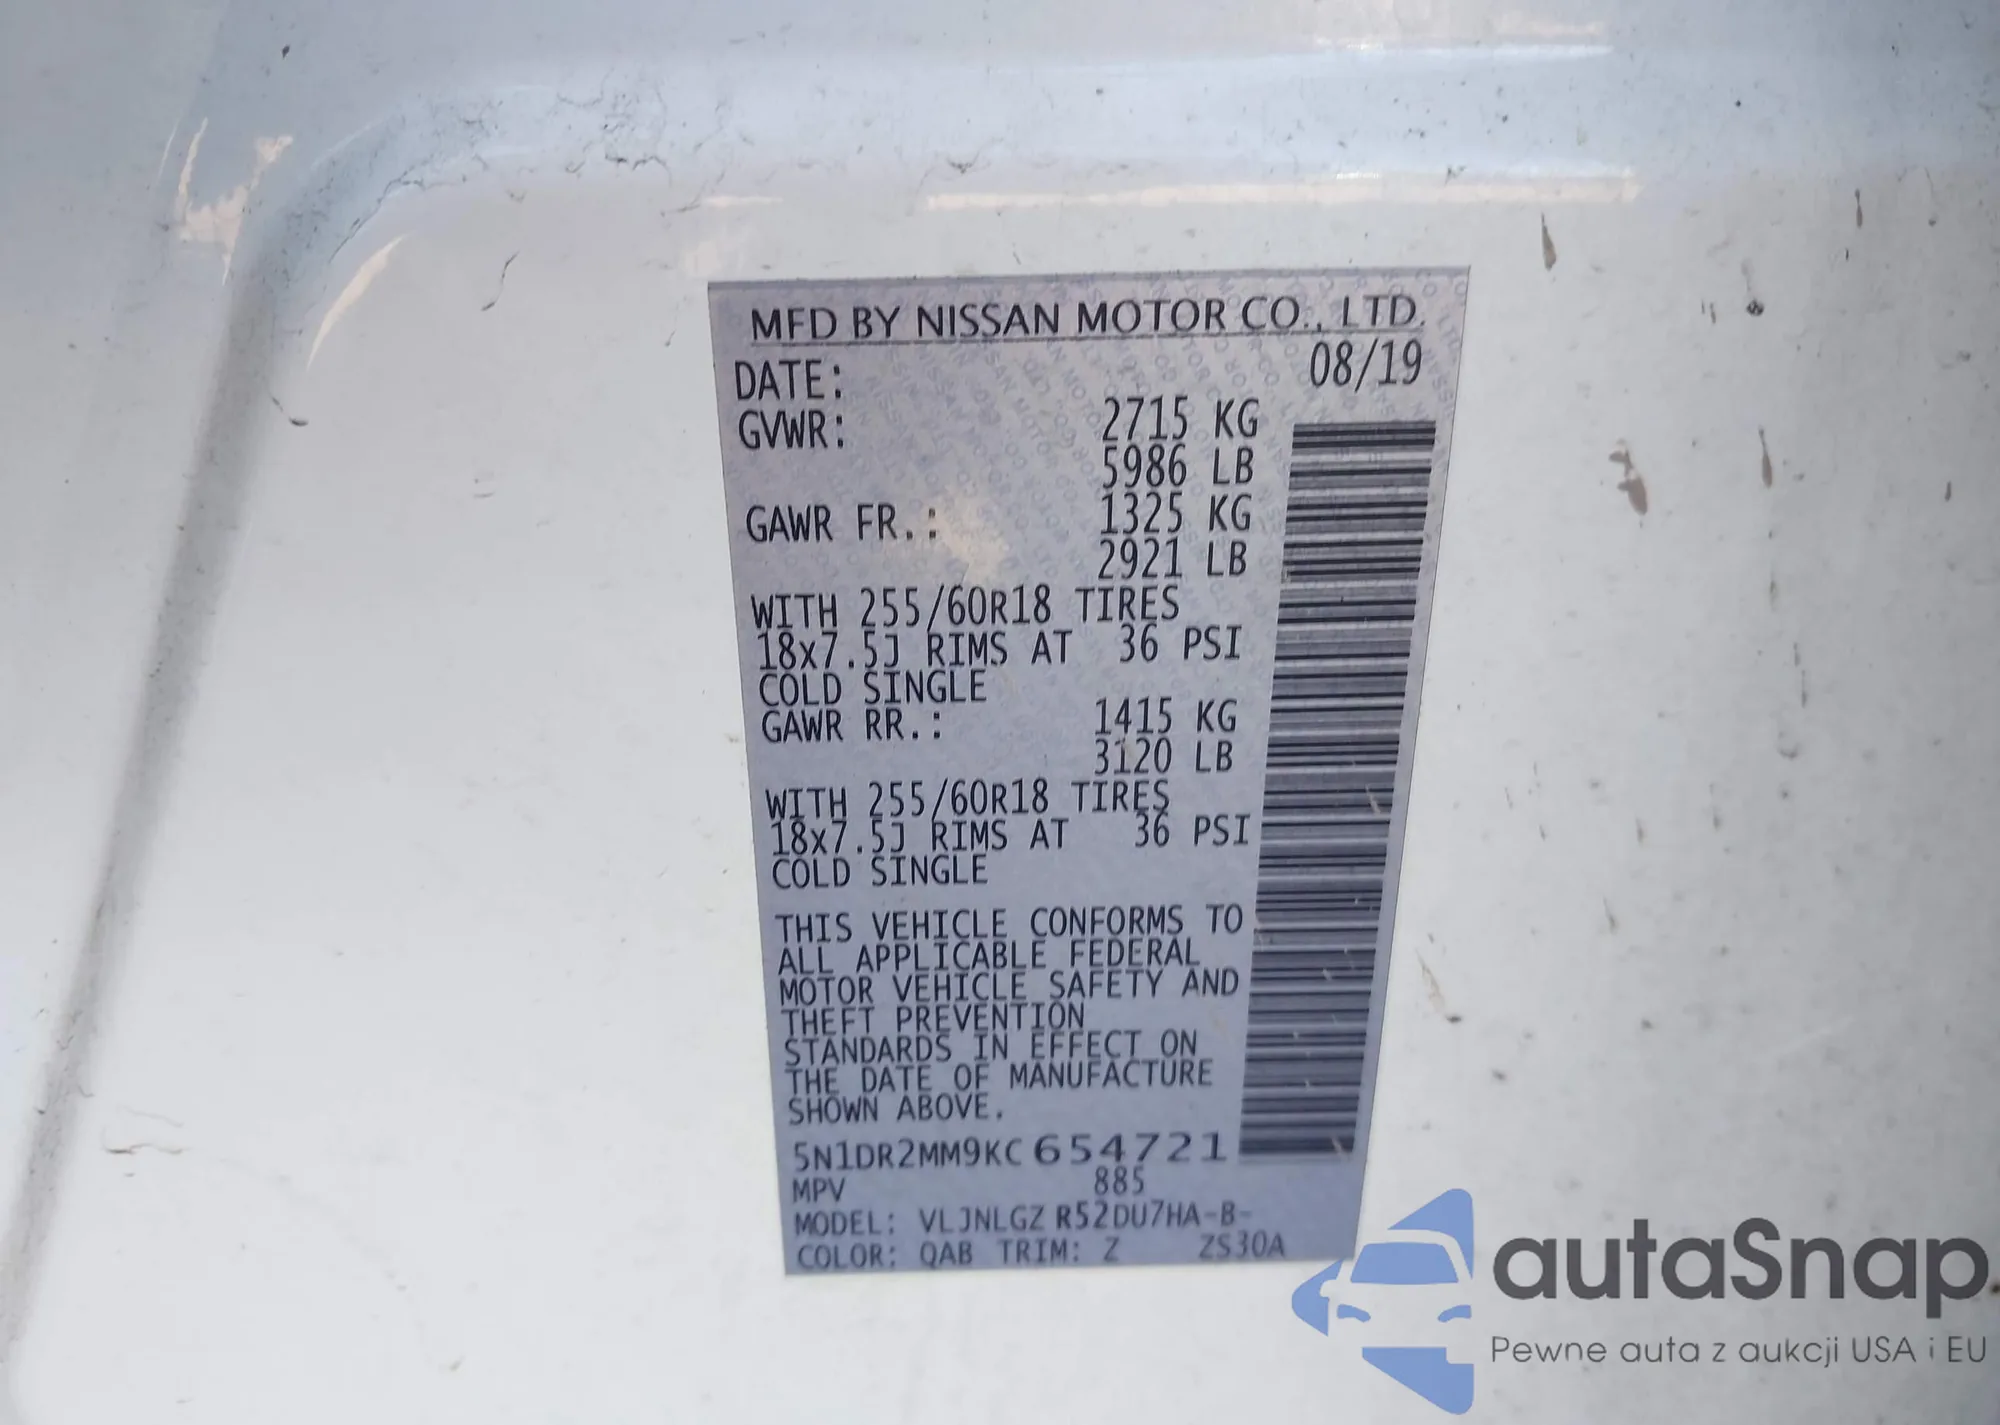 MFD BY NISSAN MOTOR CO., LTD.
DATE: 08/19
GVWR: 2715 KG
5986 LB
GAWR FR.: 1325 KG
2921 LB
WITH 255/60R18 TIRES
18x7.5J RIMS AT 36 PSI
COLD SINGLE
GAWR RR.: 1415 KG
3120 LB
WITH 255/60R18 TIRES
18x7.5J RIMS AT 36 PSI
COLD SINGLE
THIS VEHICLE CONFORMS TO
ALL APPLICABLE FEDERAL
MOTOR VEHICLE SAFETY AND
THEFT PREVENTION
STANDARDS IN EFFECT ON
THE DATE OF MANUFACTURE
SHOWN ABOVE.
5N1DR2MM9KC654721
MPV 885
MODEL: VLJNLGZ R52DU7HA-B-
COLOR: QAB TRIM: Z ZS30A
autaSnap.
Pewne auta z aukcji USA i EU